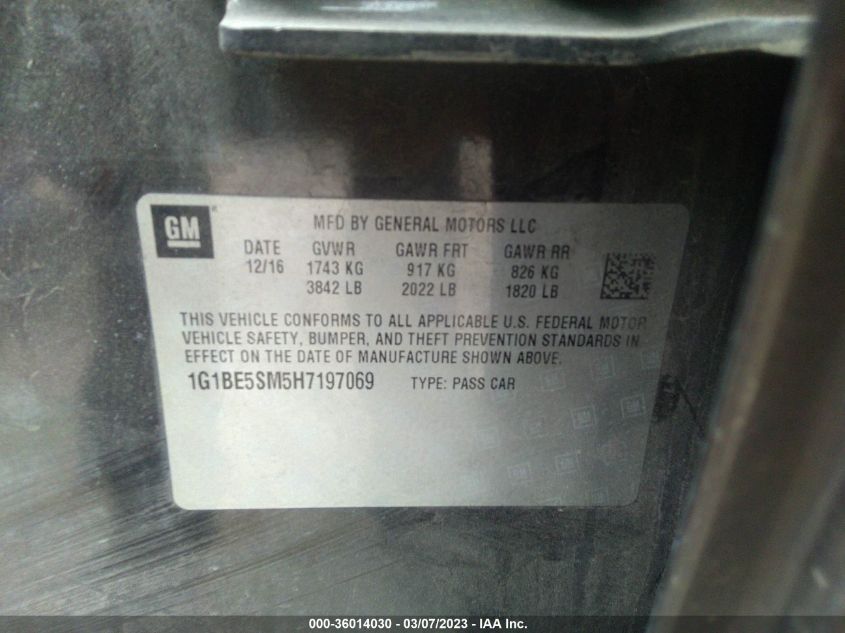 GM
MFD BY GENERAL MOTORS LLC
DATE GVWR GAWR FRT GAWR RR
12/16 1743 KG 917 KG 826 KG
3842 LB 2022 LB 1820 LB
THIS VEHICLE CONFORMS TO ALL APPLICABLE U.S. FEDERAL MOTOR
VEHICLE SAFETY, BUMPER, AND THEFT PREVENTION STANDARDS IN
EFFECT ON THE DATE OF MANUFACTURE SHOWN ABOVE.
1G1BE5SM5H7197069 TYPE: PASS CAR
000-36014030 - 03/07/2023 - IAA Inc.